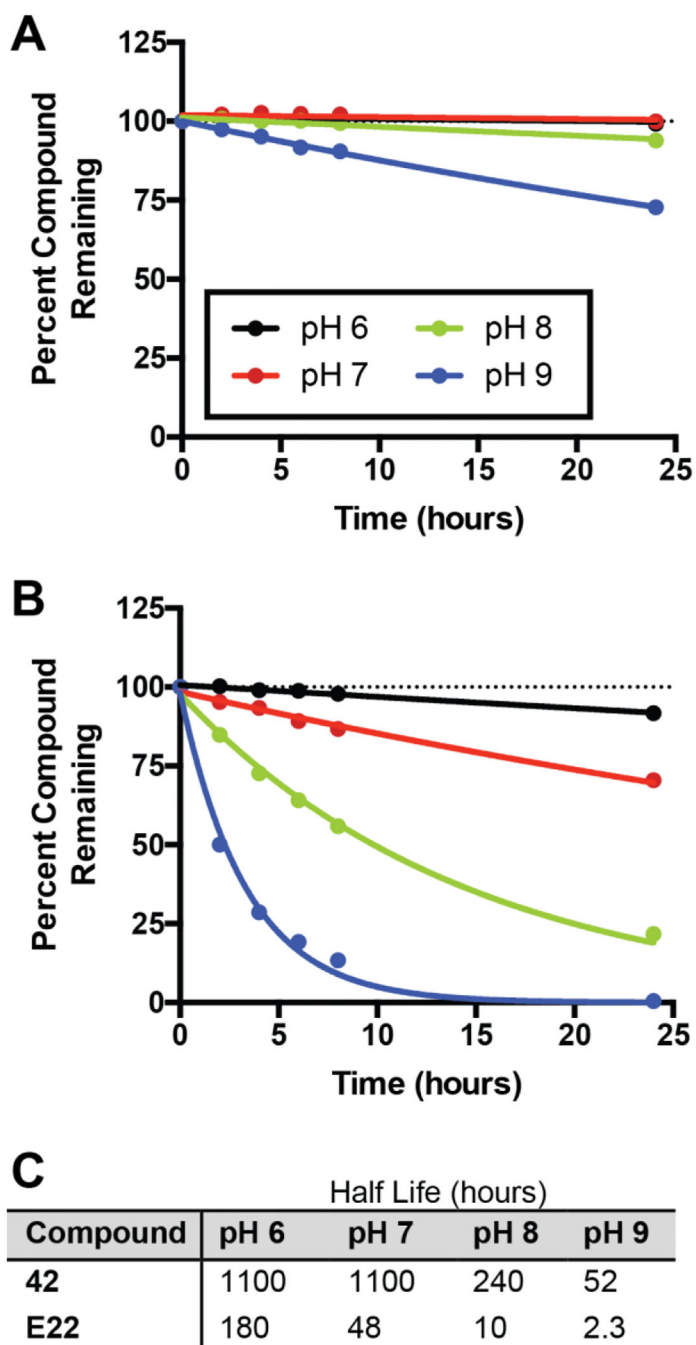 A
125
100
75
50
25
0
0 5 10 15 20 25
Percent Compound
Remaining
Time (hours)
pH 6 pH 8
pH 7 pH 9
B
125
100
75
50
25
0
0 5 10 15 20 25
Percent Compound
Remaining
Time (hours)
C
Half Life (hours)
Compound pH 6 pH 7 pH 8 pH 9
42 1100 1100 240 52
E22 180 48 10 2.3